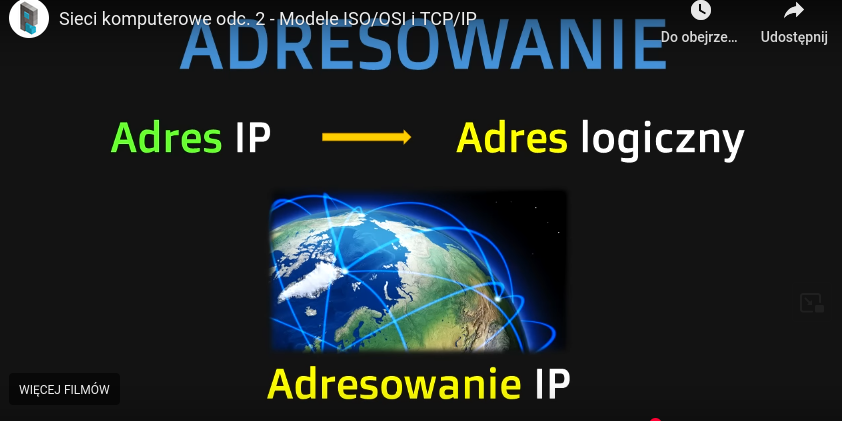 Sieci komputerowe odc. 2 - Modele ISO/OSI i TCP/IP
ADRESOWANIE
Do obejrze...
Udostępnij
Adres IP
Adres logiczny
Adresowanie IP
WIĘCEJ FILMÓW